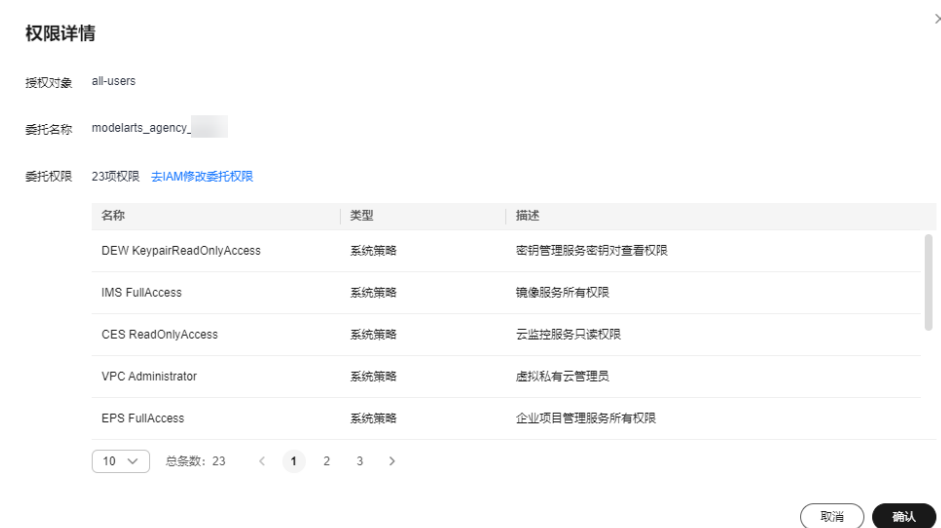 权限详情
授权对象 all-users
委托名称 modelarts_agency_
委托权限 23项权限 去IAM修改委托权限
名称 类型 描述
DEW KeypairReadOnlyAccess 系统策略 密钥管理服务密钥对查看权限
IMS FullAccess 系统策略 镜像服务所有权限
CES ReadOnlyAccess 系统策略 云监控服务只读权限
VPC Administrator 系统策略 虚拟私有云管理员
EPS FullAccess 系统策略 企业项目管理服务所有权限
10 总条数: 23 < 1 2 3 >
取消 确认